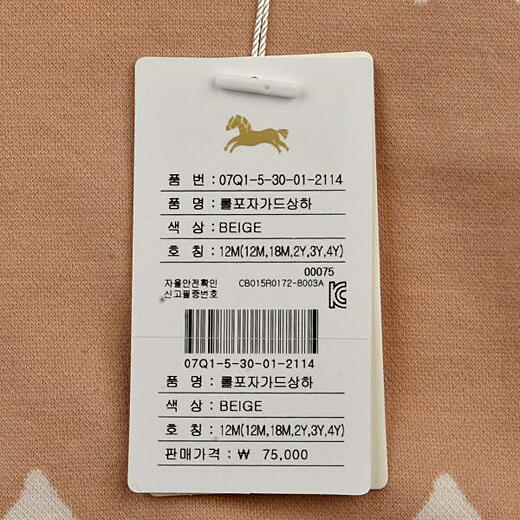 품 번 : 07Q1-5-30-01-2114
품 명 : 롤포자가드상하
색 상 : BEIGE
호 칭 : 12M(12M,18M,2Y,3Y,4Y)
00075
자율안전확인 CB015R0172-8003A
신고필증번호
07Q1-5-30-01-2114
품 명 : 롤포자가드상하
색 상 : BEIGE
호 칭 : 12M(12M,18M,2Y,3Y,4Y)
판매가격 : ₩ 75,000